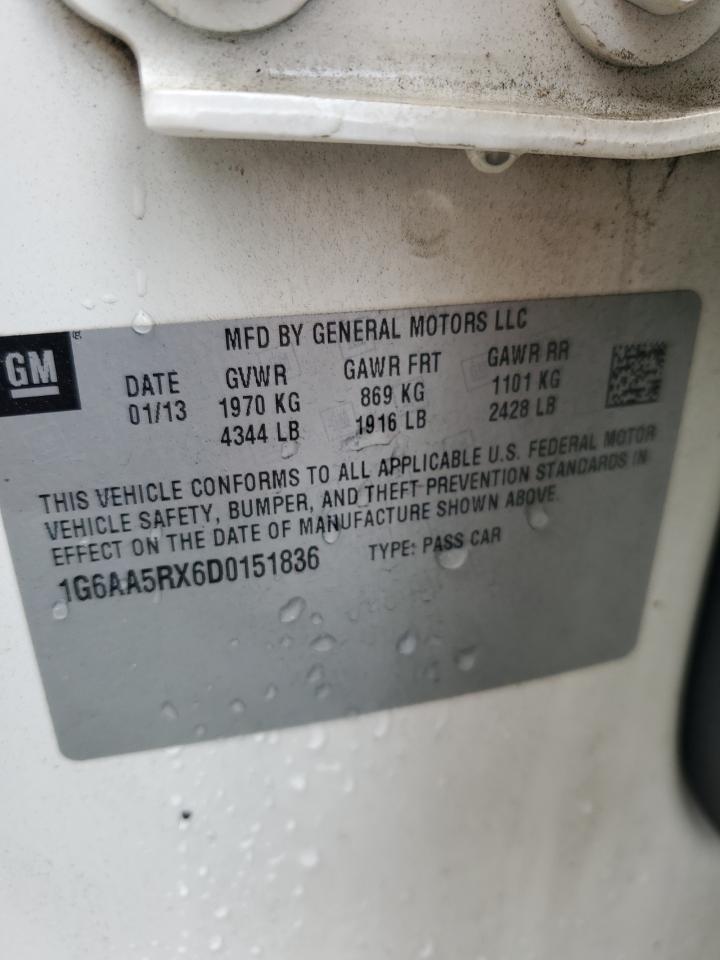 GM
MFD BY GENERAL MOTORS LLC
DATE GVWR GAWR FRT GAWR RR
01/13 1970 KG 869 KG 1101 KG
4344 LB 1916 LB 2428 LB
THIS VEHICLE CONFORMS TO ALL APPLICABLE U.S. FEDERAL MOTOR
VEHICLE SAFETY, BUMPER, AND THEFT PREVENTION STANDARDS IN
EFFECT ON THE DATE OF MANUFACTURE SHOWN ABOVE.
1G6AA5RX6D0151836 TYPE: PASS CAR